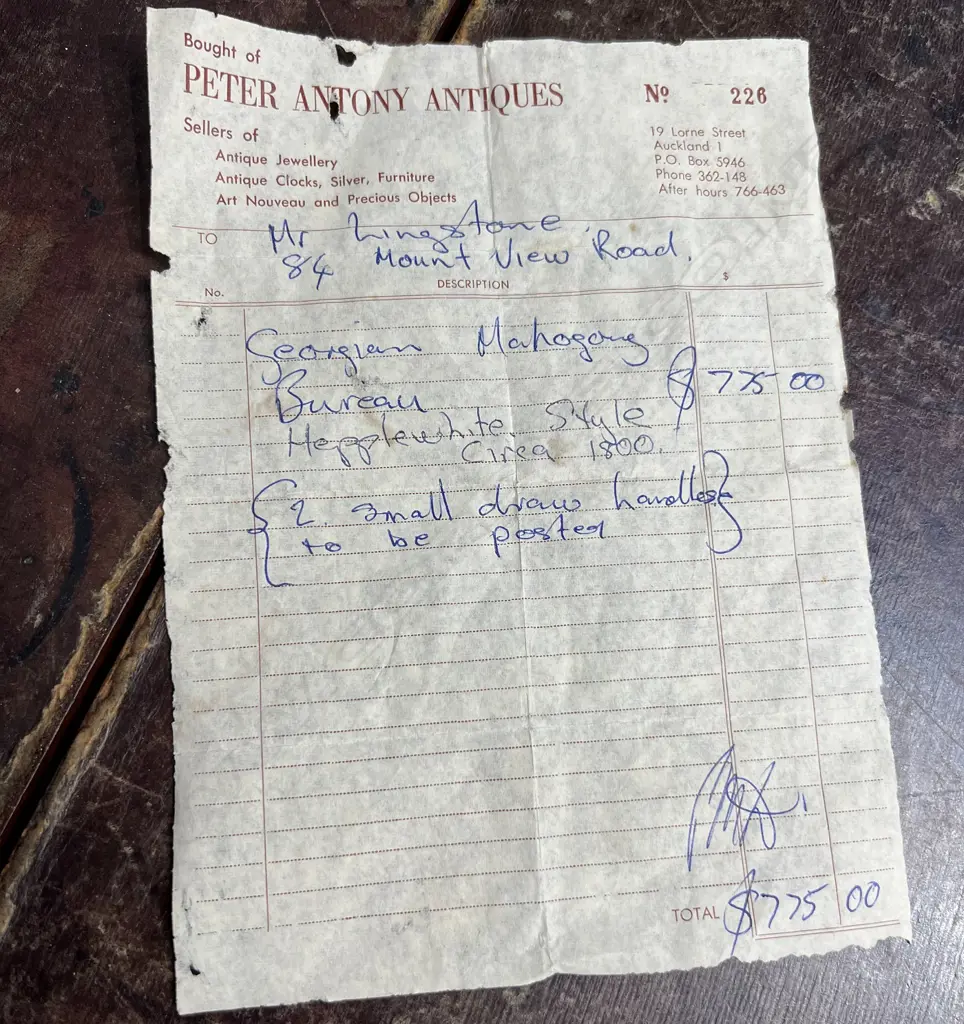 Bought of
PETER ANTONY ANTIQUES
Nº 226
Sellers of
Antique Jewellery
Antique Clocks, Silver, Furniture
Art Nouveau and Precious Objects
19 Lorne Street
Auckland 1
P.O. Box 5946
Phone 362-148
After hours 766-463
TO Mr Lingstone
84 Mount View Road.
No. DESCRIPTION $
Georgian Mahogony
Bureau $775 00
Hepplewhite Style
Circa 1800.
{2 small draw handles}
to be posted
TOTAL $775 00